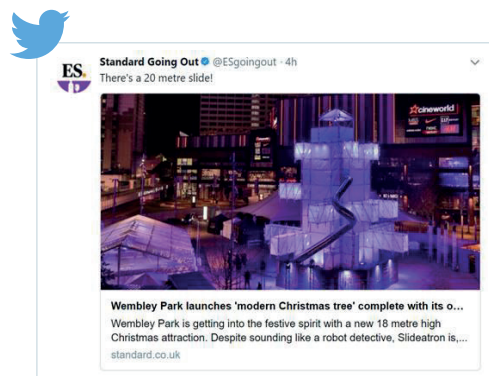 ES.
Standard Going Out @ESgoingout · 4h
There's a 20 metre slide!
cineworld
Wembley Park launches 'modern Christmas tree' complete with its o...
Wembley Park is getting into the festive spirit with a new 18 metre high
Christmas attraction. Despite sounding like a robot detective, Slideatron is,...
standard.co.uk